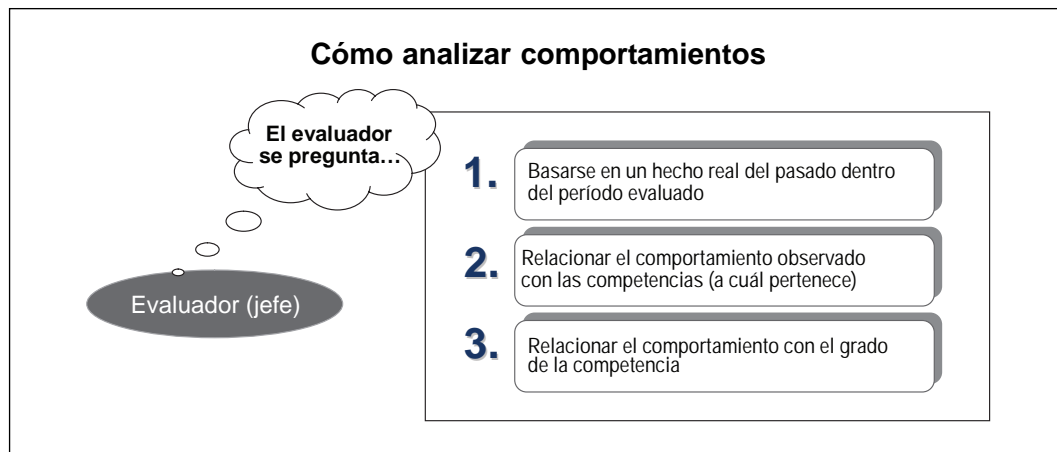 Cómo analizar comportamientos
El evaluador
se pregunta…
Evaluador (jefe)
1.
Basarse en un hecho real del pasado dentro
del período evaluado
2.
Relacionar el comportamiento observado
con las competencias (a cuál pertenece)
3.
Relacionar el comportamiento con el grado
de la competencia